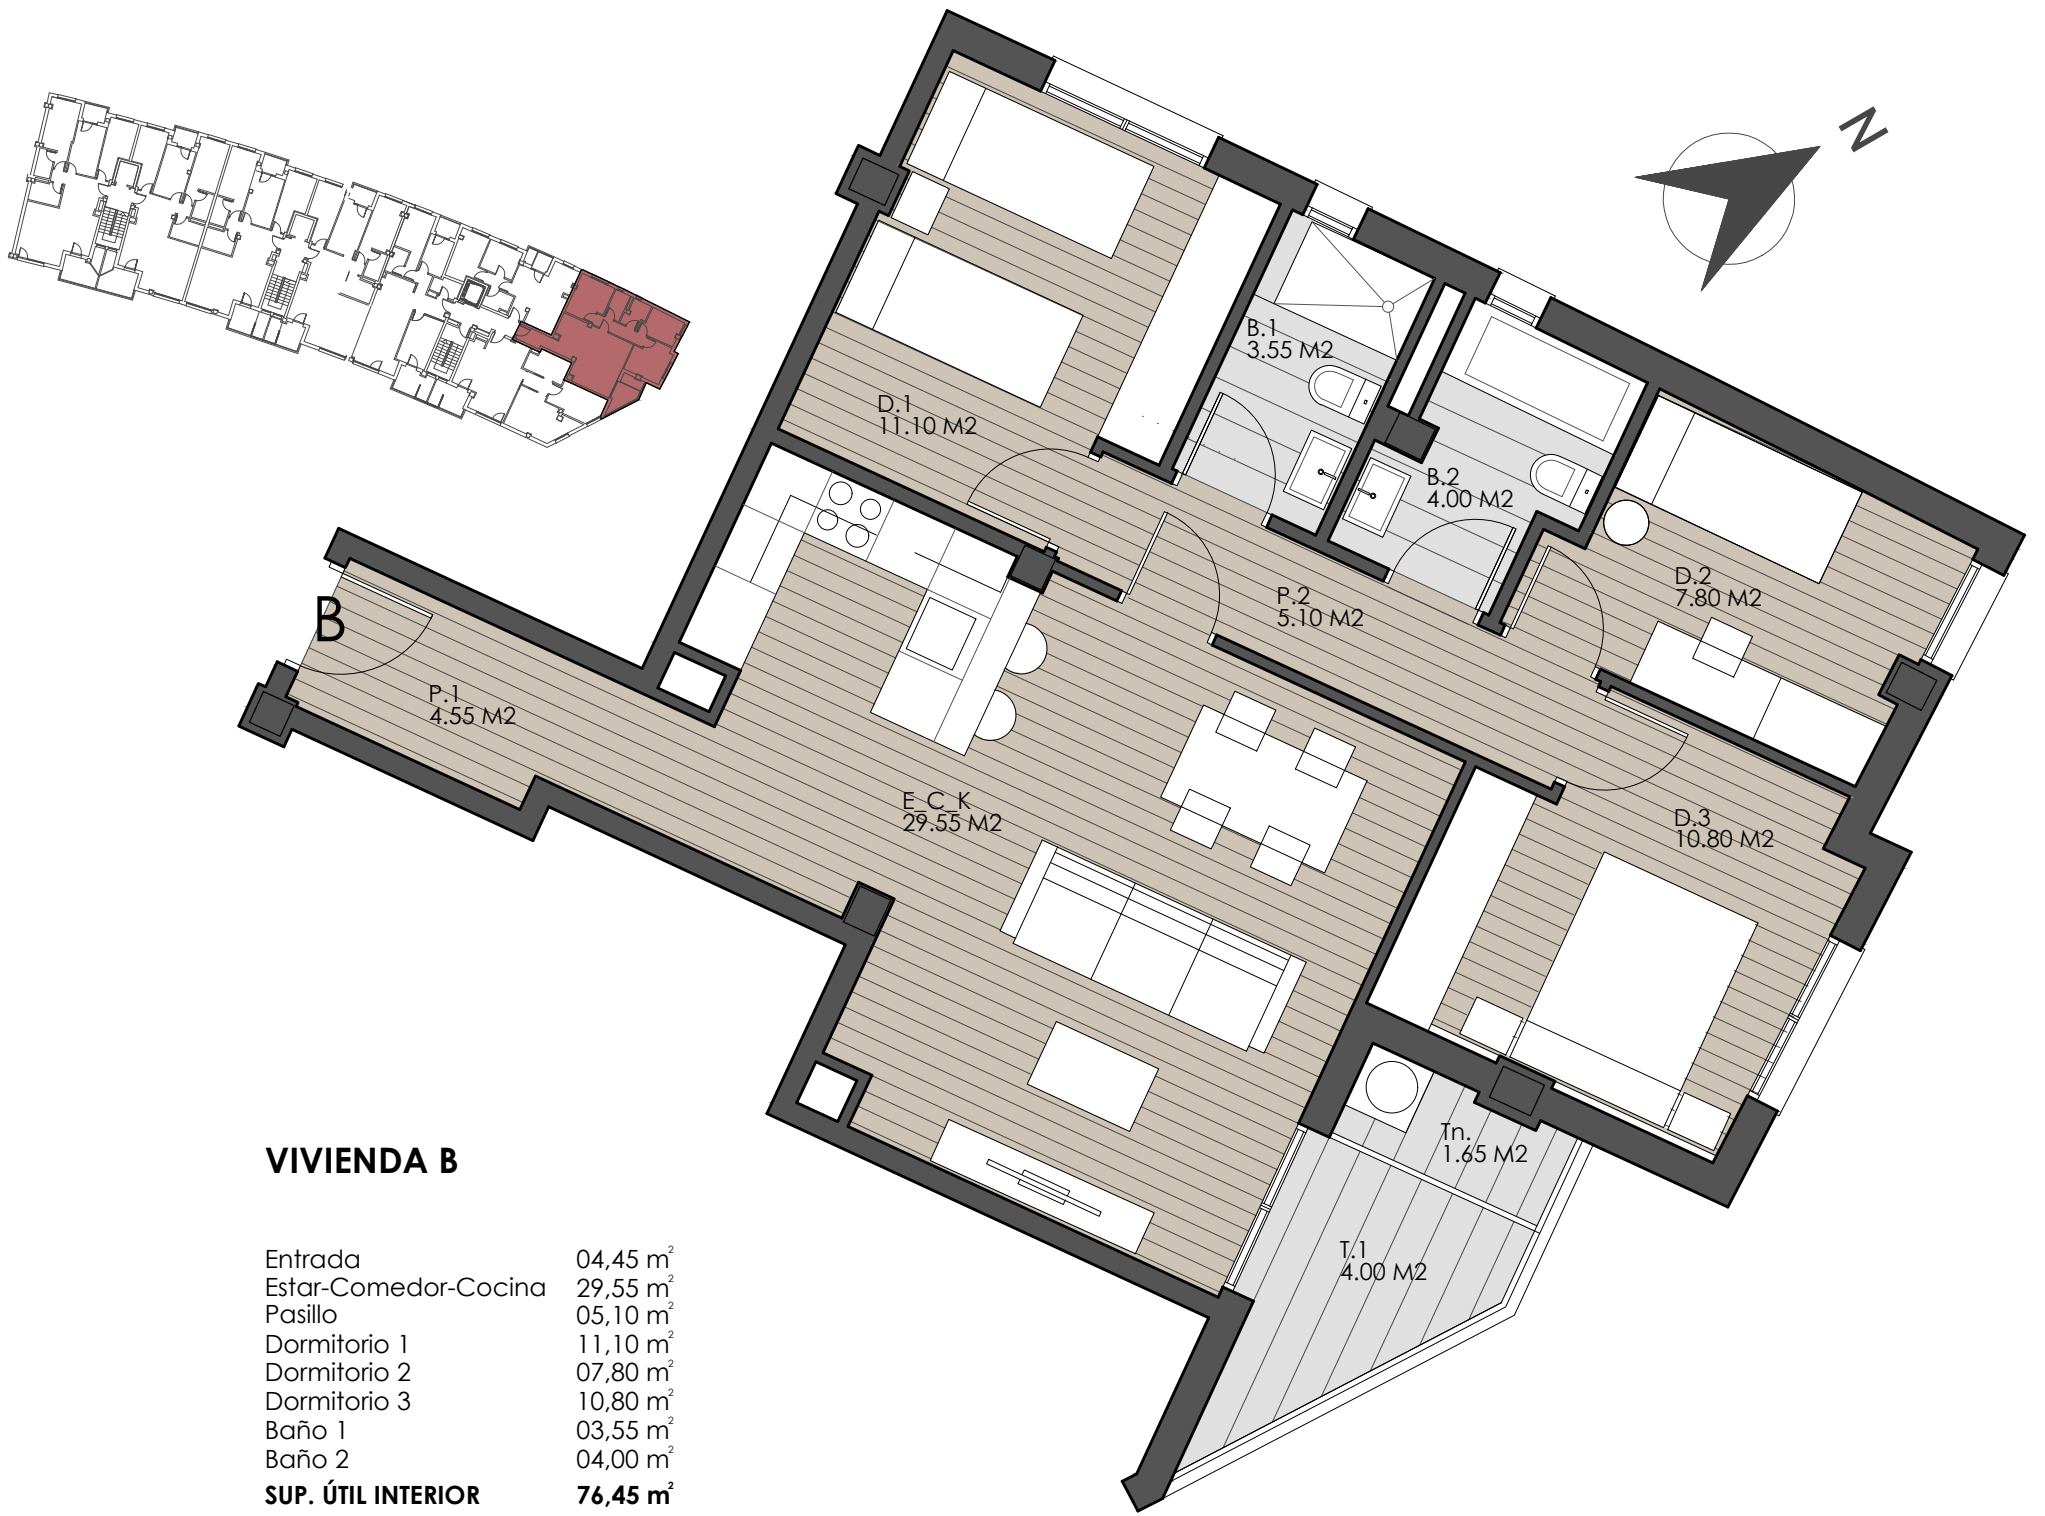 N
B.1
3.55 M2
D.1
11.10 M2
B.2
4.00 M2
D.2
7.80 M2
P.2
5.10 M2
B
P.1
4.55 M2
E_C_K
29.55 M2
D.3
10.80 M2
Tn.
1.65 M2
T.1
4.00 M2
VIVIENDA B
Entrada 04,45 m²
Estar-Comedor-Cocina 29,55 m²
Pasillo 05,10 m²
Dormitorio 1 11,10 m²
Dormitorio 2 07,80 m²
Dormitorio 3 10,80 m²
Baño 1 03,55 m²
Baño 2 04,00 m²
SUP. ÚTIL INTERIOR 76,45 m²